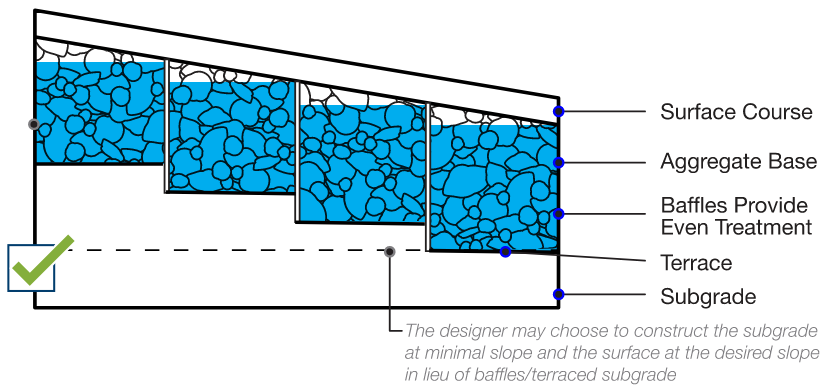 Surface Course
Aggregate Base
Baffles Provide
Even Treatment
Terrace
Subgrade
The designer may choose to construct the subgrade
at minimal slope and the surface at the desired slope
in lieu of baffles/terraced subgrade